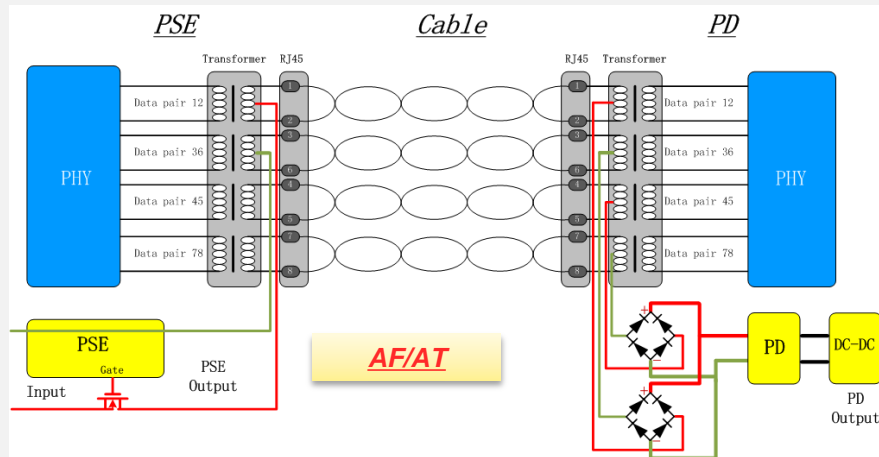 PSE
Cable
PD
Transformer
RJ45
RJ45
Transformer
PHY
Data pair 12
Data pair 36
Data pair 45
Data pair 78
1
2
3
6
4
5
7
8
1
2
3
6
4
5
7
8
Data pair 12
Data pair 36
Data pair 45
Data pair 78
PHY
PSE
Gate
Input
PSE
Output
AF/AT
+
-
+
-
PD
DC-DC
PD
Output